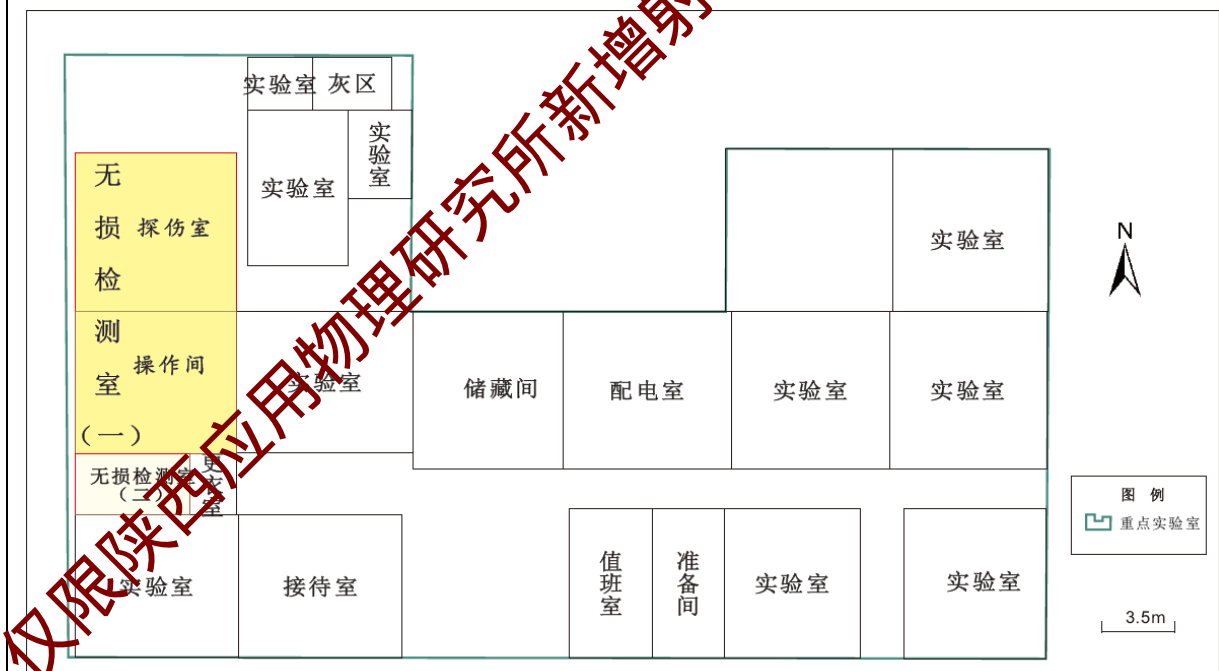 实验室
灰区
实验室
实验室
无损检测室（一）
探伤室
操作间
实验室
实验室
储藏间
配电室
实验室
实验室
无损检测室（二）
更衣室
实验室
接待室
值班室
准备间
实验室
实验室
N
图 例
重点实验室
3.5m
仅限陕西应用物理研究所新增射